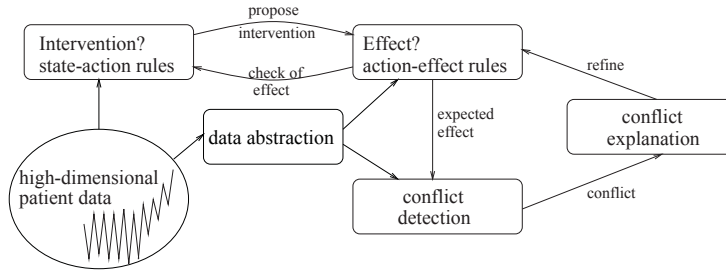 propose
intervention
Intervention?
state-action rules
Effect?
action-effect rules
check of
effect
refine
data abstraction
expected
effect
conflict
explanation
high-dimensional
patient data
conflict
detection
conflict